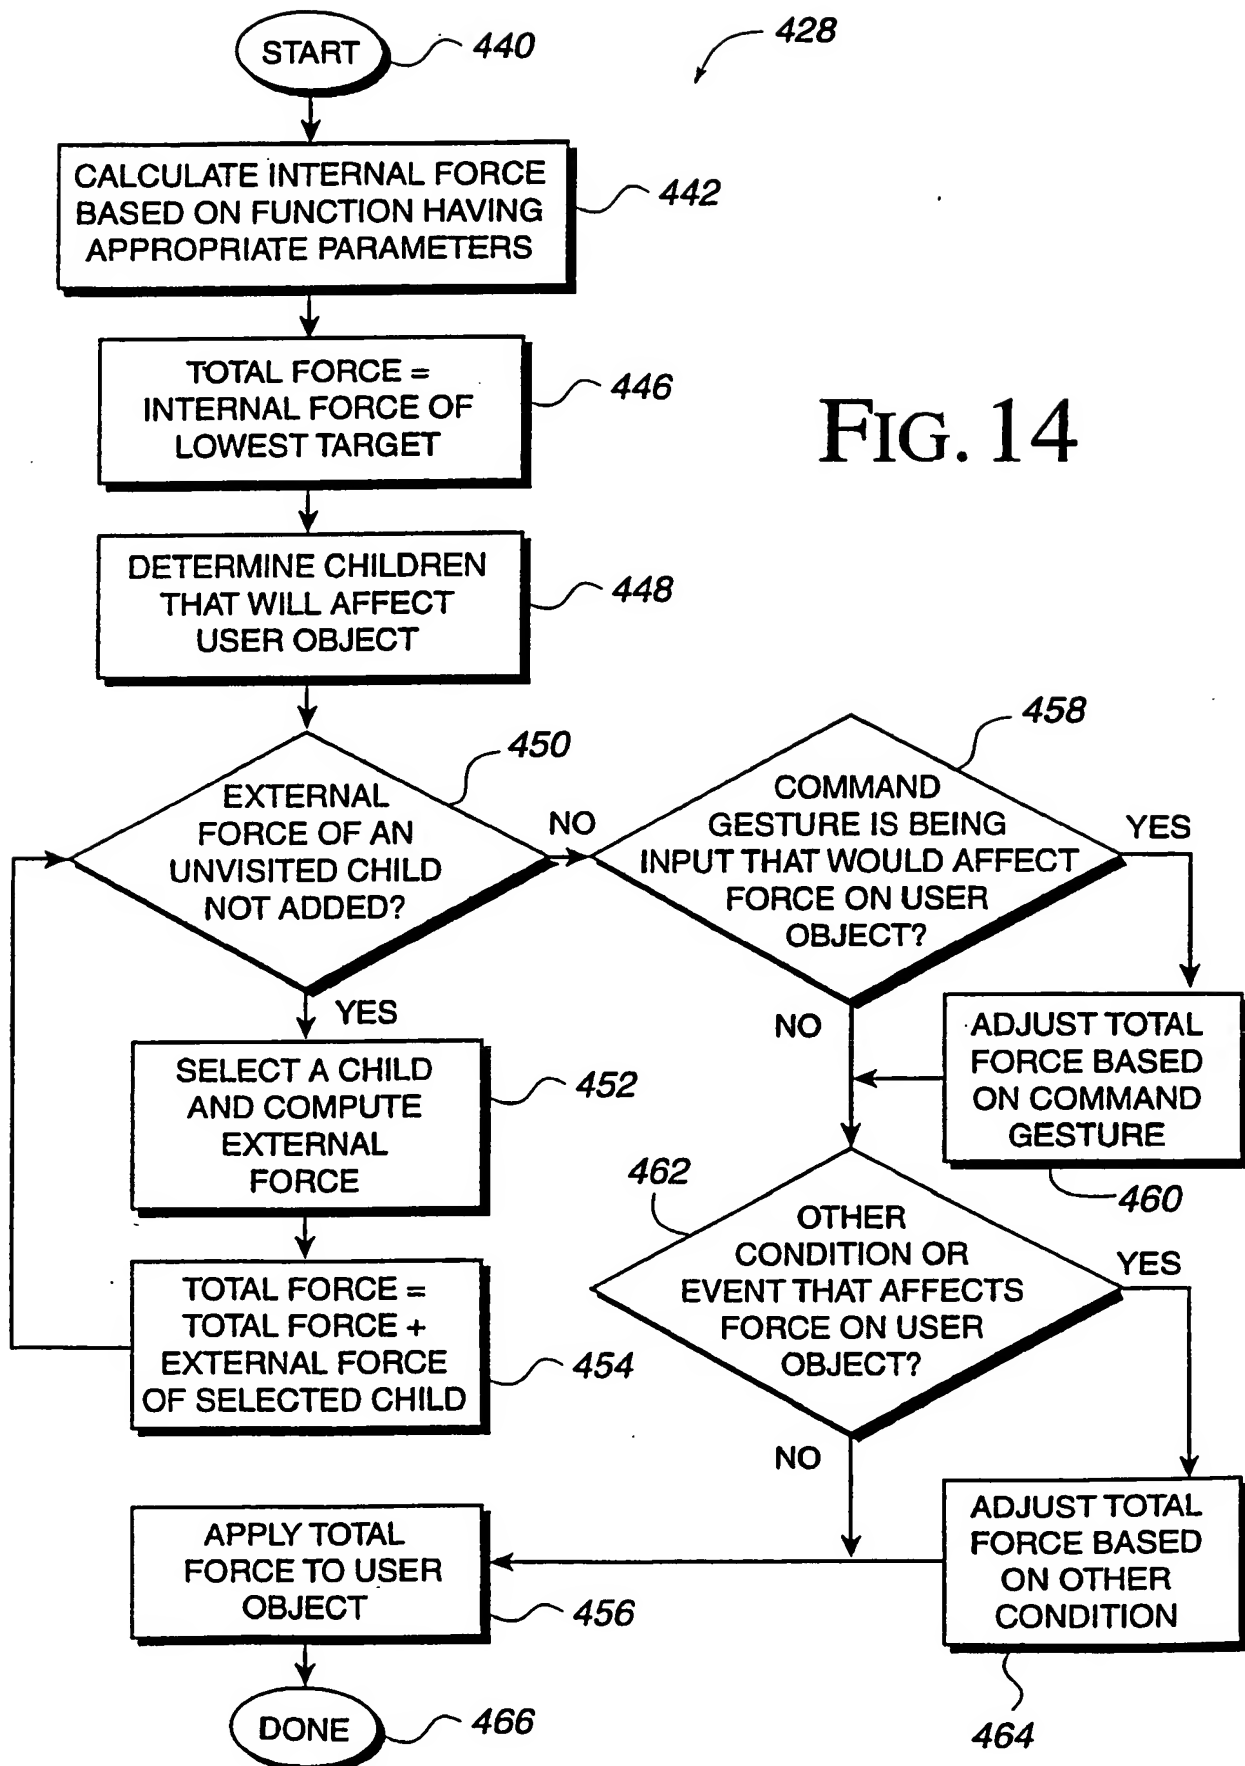 START
440
428
CALCULATE INTERNAL FORCE
BASED ON FUNCTION HAVING
APPROPRIATE PARAMETERS
442
TOTAL FORCE =
INTERNAL FORCE OF
LOWEST TARGET
446
FIG. 14
DETERMINE CHILDREN
THAT WILL AFFECT
USER OBJECT
448
EXTERNAL
FORCE OF AN
UNVISITED CHILD
NOT ADDED?
450
NO
YES
COMMAND
GESTURE IS BEING
INPUT THAT WOULD AFFECT
FORCE ON USER
OBJECT?
458
YES
NO
SELECT A CHILD
AND COMPUTE
EXTERNAL
FORCE
452
ADJUST TOTAL
FORCE BASED
ON COMMAND
GESTURE
460
TOTAL FORCE =
TOTAL FORCE +
EXTERNAL FORCE
OF SELECTED CHILD
454
462
OTHER
CONDITION OR
EVENT THAT AFFECTS
FORCE ON USER
OBJECT?
YES
NO
APPLY TOTAL
FORCE TO USER
OBJECT
456
ADJUST TOTAL
FORCE BASED
ON OTHER
CONDITION
464
DONE
466